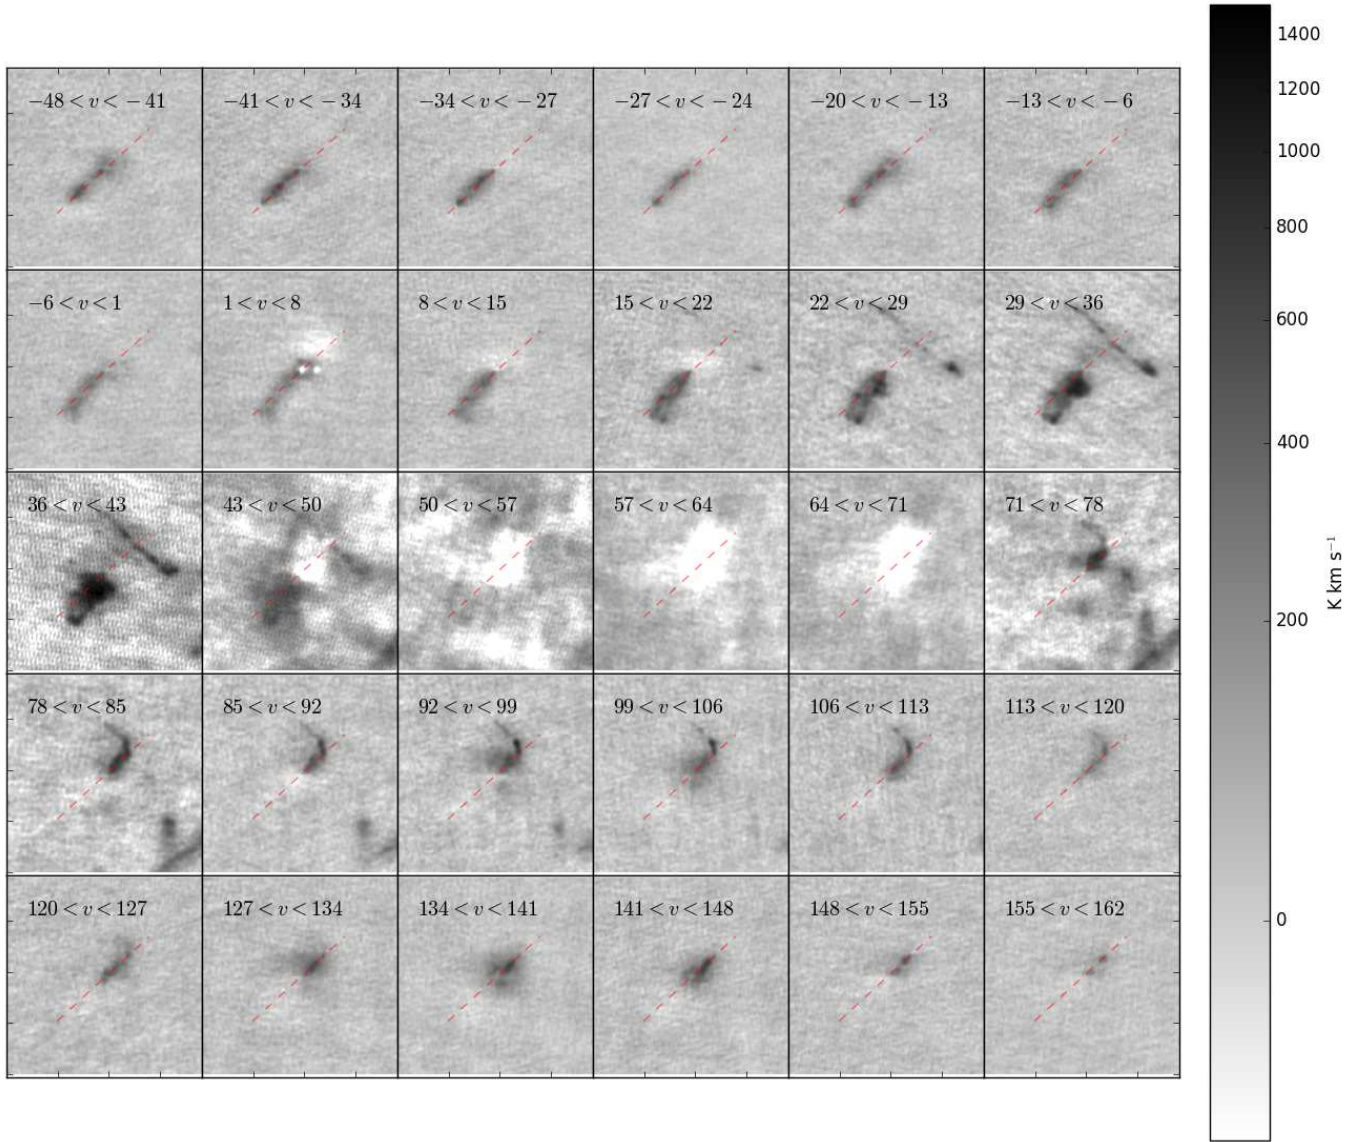 −48 < v < −41
−41 < v < −34
−34 < v < −27
−27 < v < −24
−20 < v < −13
−13 < v < −6
−6 < v < 1
1 < v < 8
8 < v < 15
15 < v < 22
22 < v < 29
29 < v < 36
36 < v < 43
43 < v < 50
50 < v < 57
57 < v < 64
64 < v < 71
71 < v < 78
78 < v < 85
85 < v < 92
92 < v < 99
99 < v < 106
106 < v < 113
113 < v < 120
120 < v < 127
127 < v < 134
134 < v < 141
141 < v < 148
148 < v < 155
155 < v < 162
1400
1200
1000
800
600
400
200
0
K km s⁻¹